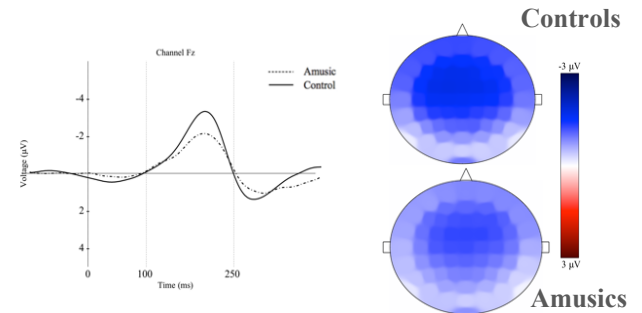 Controls
Channel Fz
Amusic
Control
-4
-2
2
4
Voltage (µV)
0
100
250
Time (ms)
-3 µV
3 µV
Amusics